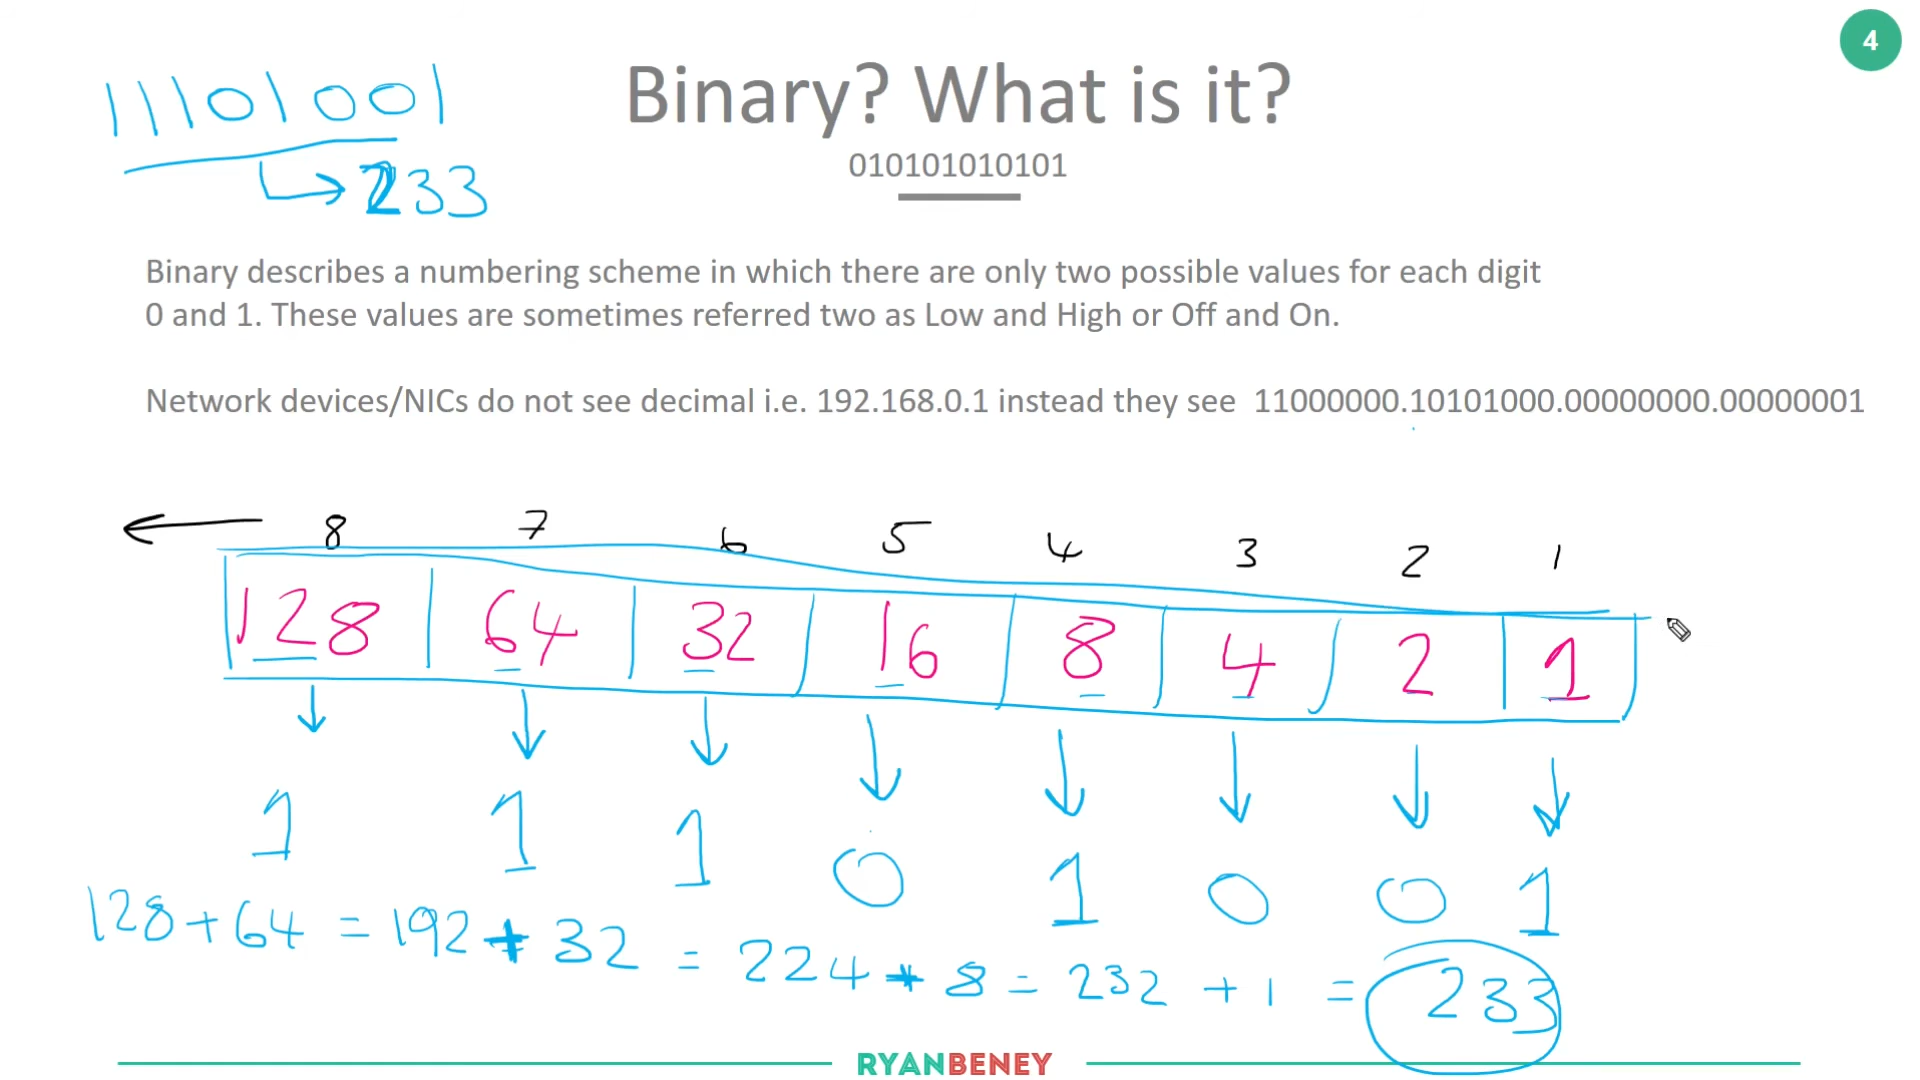 4
11101001
Binary? What is it?
010101010101
233
Binary describes a numbering scheme in which there are only two possible values for each digit
0 and 1. These values are sometimes referred two as Low and High or Off and On.
Network devices/NICs do not see decimal i.e. 192.168.0.1 instead they see 11000000.10101000.00000000.00000001
8 7 6 5 4 3 2 1
128 64 32 16 8 4 2 1
1 1 1 0 1 0 0 1
128+64 = 192 + 32 = 224 + 8 = 232 + 1 = 233
RYANBENEY